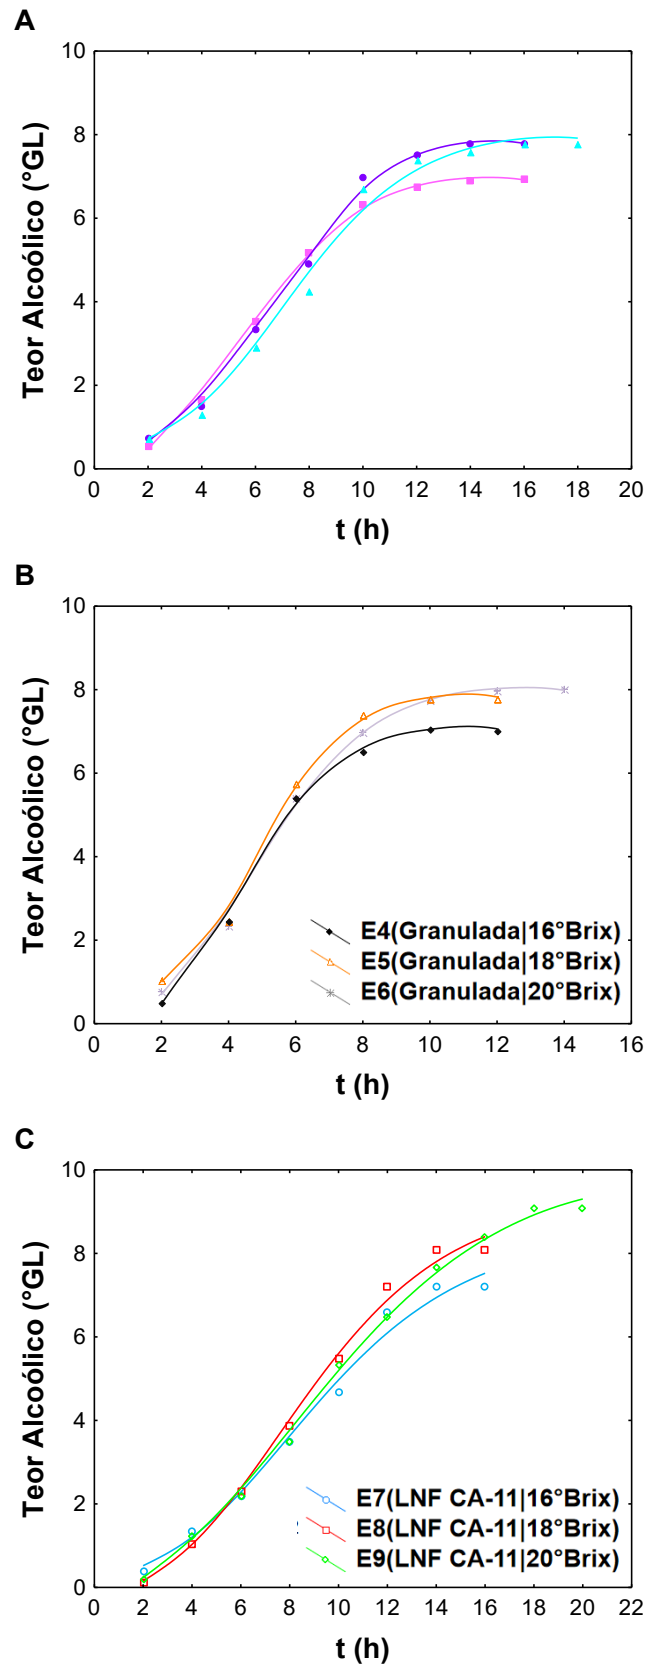 A
10
8
6
4
2
0
Teor Alcoólico (°GL)
0 2 4 6 8 10 12 14 16 18 20
t (h)
B
10
8
6
4
2
0
Teor Alcoólico (°GL)
E4(Granulada|16°Brix)
E5(Granulada|18°Brix)
E6(Granulada|20°Brix)
0 2 4 6 8 10 12 14 16
t (h)
C
10
8
6
4
2
0
Teor Alcoólico (°GL)
E7(LNF CA-11|16°Brix)
E8(LNF CA-11|18°Brix)
E9(LNF CA-11|20°Brix)
0 2 4 6 8 10 12 14 16 18 20 22
t (h)